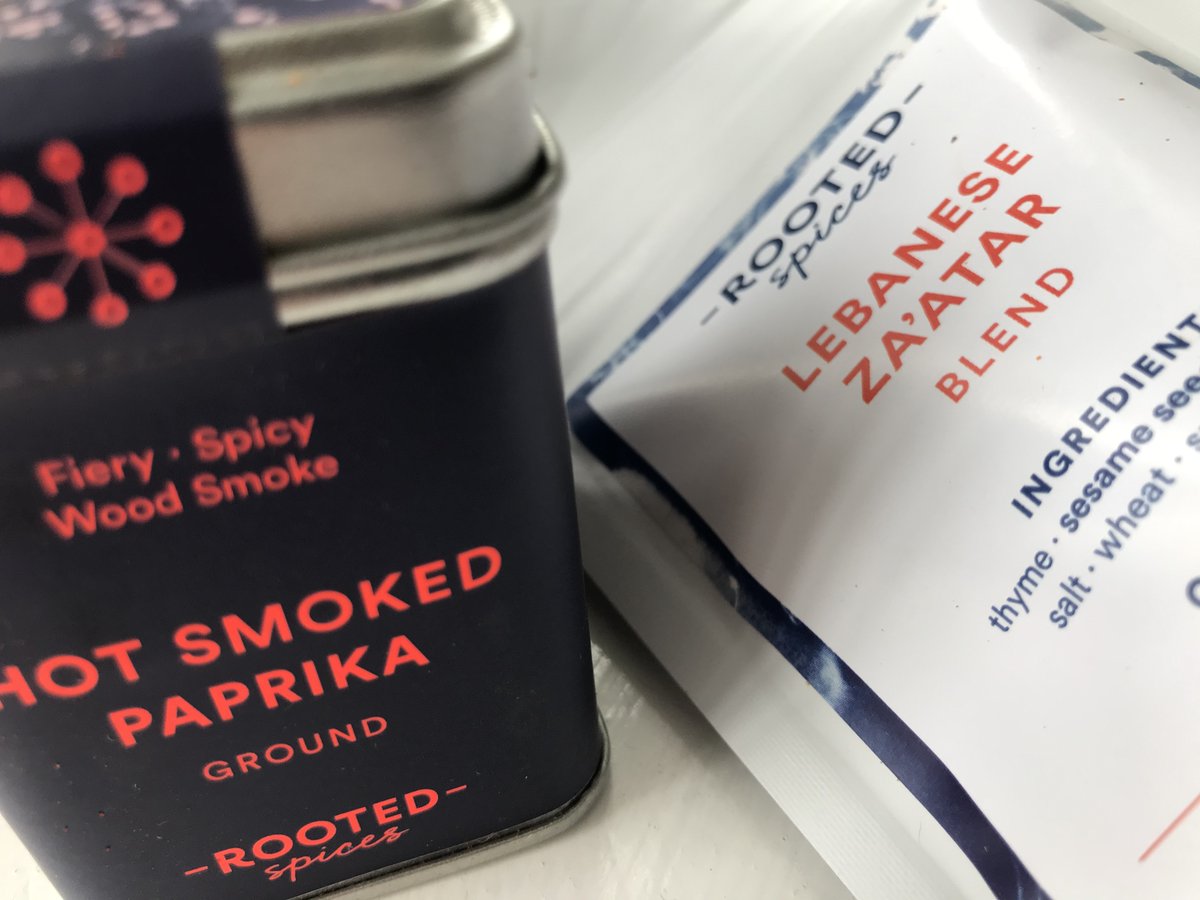 Fiery · Spicy
Wood Smoke
HOT SMOKED
PAPRIKA
GROUND
-ROOTED-
spices
-ROOTED-
spices
LEBANESE
ZA'ATAR
BLEND
INGREDIENT
thyme · sesame see
salt · wheat · s